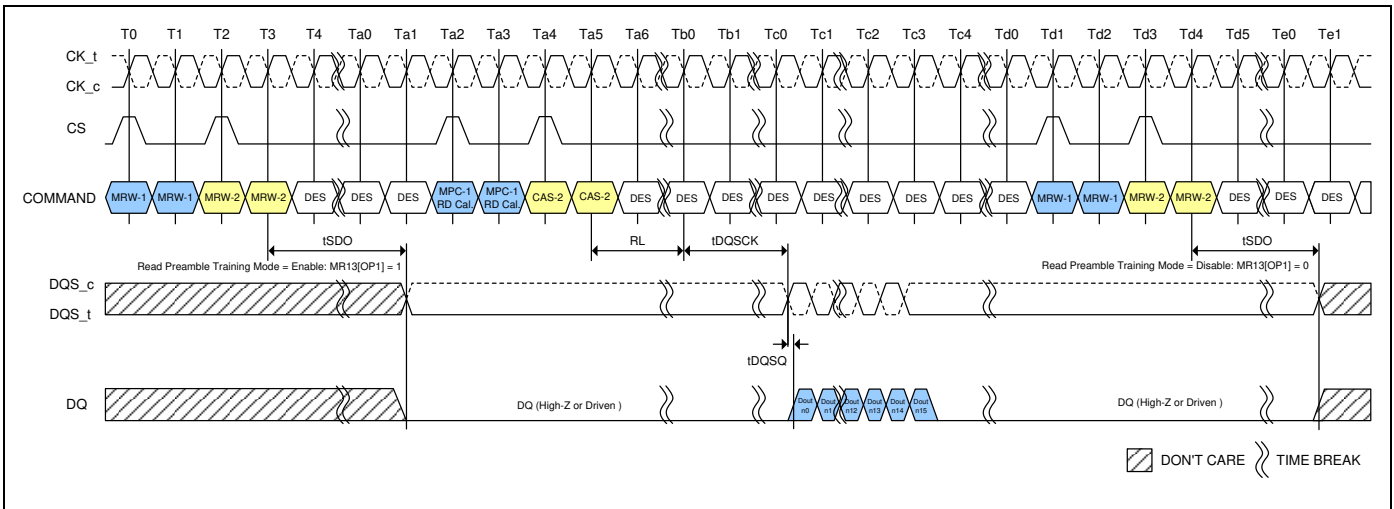 T0 T1 T2 T3 T4 Ta0 Ta1 Ta2 Ta3 Ta4 Ta5 Ta6 Tb0 Tb1 Tc0 Tc1 Tc2 Tc3 Tc4 Td0 Td1 Td2 Td3 Td4 Td5 Te0 Te1
CK_t
CK_c
CS
COMMAND MRW-1 MRW-1 MRW-2 MRW-2 DES DES DES MPC-1 RD Cal. MPC-1 RD Cal. CAS-2 CAS-2 DES DES DES DES DES DES DES DES DES MRW-1 MRW-1 MRW-2 MRW-2 DES DES DES
tSDO RL tDQSCK tSDO
Read Preamble Training Mode = Enable: MR13[OP1] = 1 Read Preamble Training Mode = Disable: MR13[OP1] = 0
DQS_c
DQS_t
tDQSQ
DQ DQ (High-Z or Driven ) Dout n0 Dout n1 Dout n12 Dout n13 Dout n14 Dout n15 DQ (High-Z or Driven )
DON'T CARE TIME BREAK